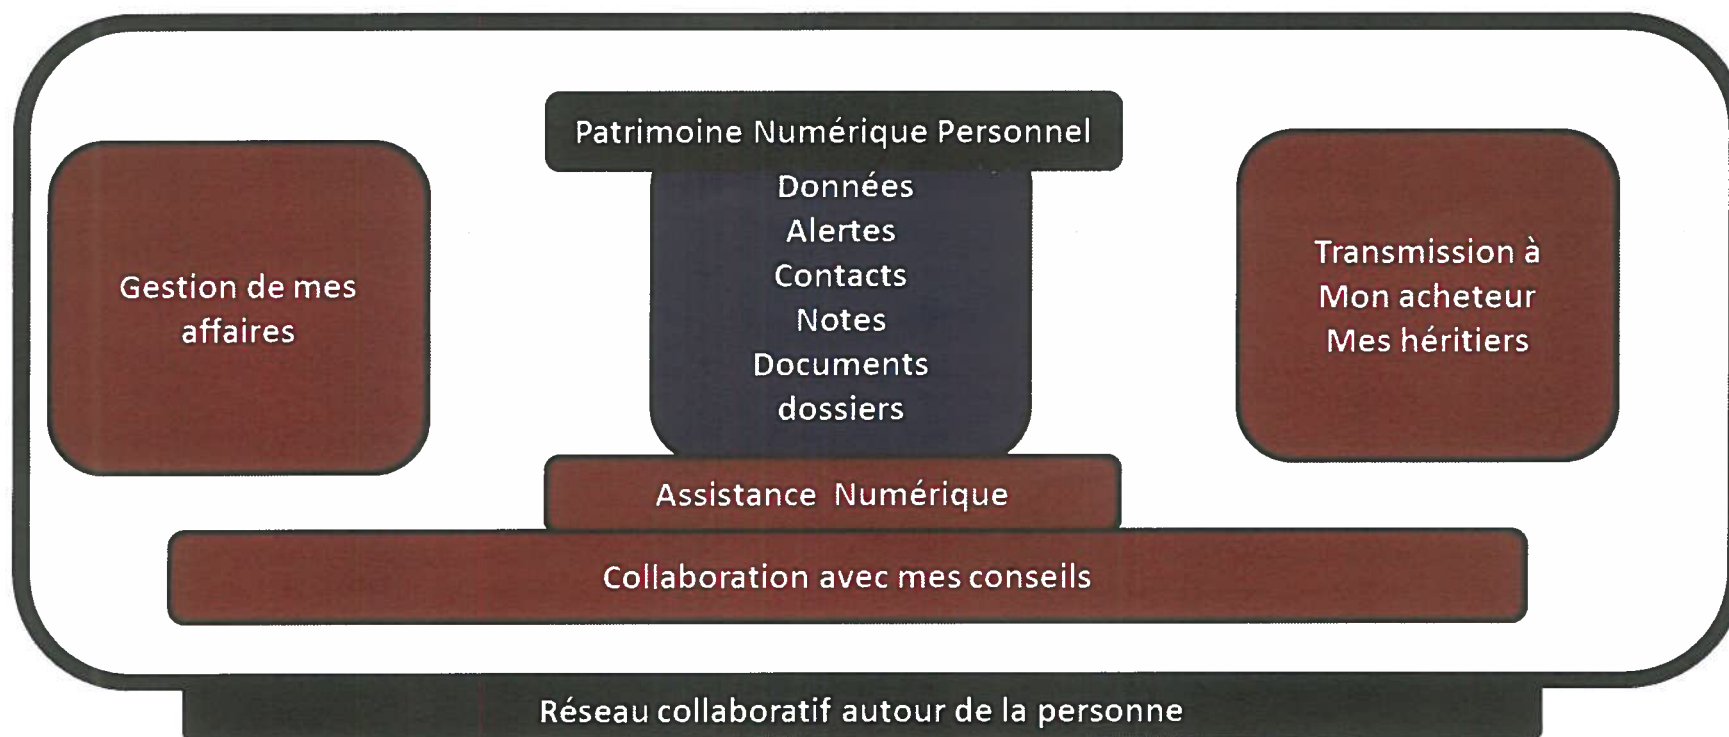 Patrimoine Numérique Personnel
Gestion de mes
affaires
Données
Alertes
Contacts
Notes
Documents
dossiers
Transmission à
Mon acheteur
Mes héritiers
Assistance Numérique
Collaboration avec mes conseils
Réseau collaboratif autour de la personne